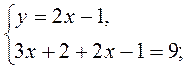 y = 2x − 1,
3x + 2 + 2x − 1 = 9;